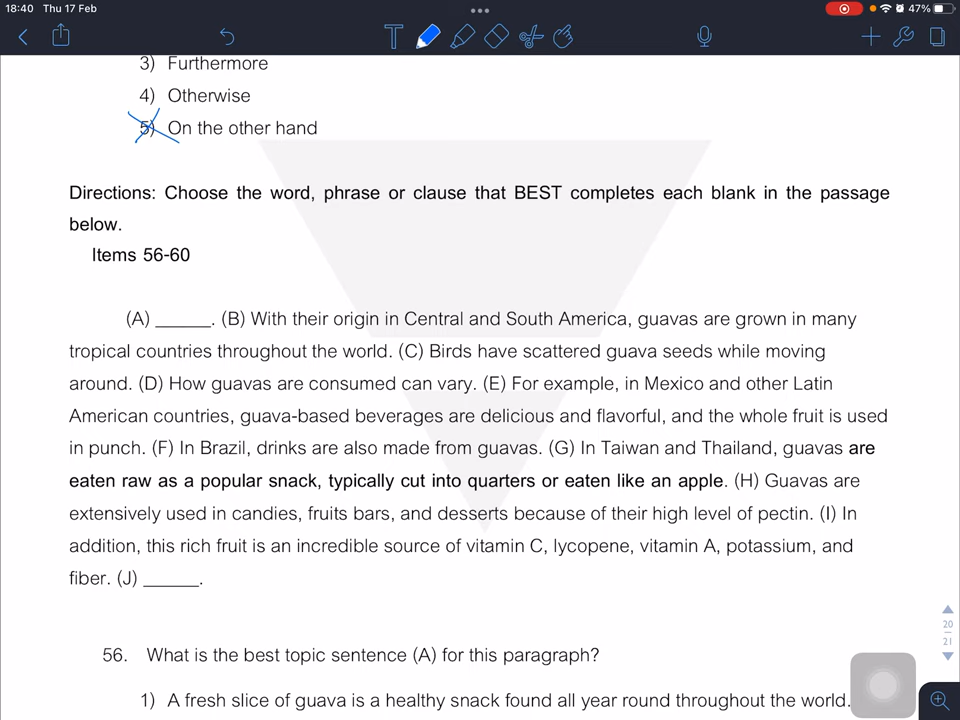 18:40 Thu 17 Feb 47%
3) Furthermore
4) Otherwise
5) On the other hand
Directions: Choose the word, phrase or clause that BEST completes each blank in the passage
below.
Items 56-60
(A) ______. (B) With their origin in Central and South America, guavas are grown in many
tropical countries throughout the world. (C) Birds have scattered guava seeds while moving
around. (D) How guavas are consumed can vary. (E) For example, in Mexico and other Latin
American countries, guava-based beverages are delicious and flavorful, and the whole fruit is used
in punch. (F) In Brazil, drinks are also made from guavas. (G) In Taiwan and Thailand, guavas are
eaten raw as a popular snack, typically cut into quarters or eaten like an apple. (H) Guavas are
extensively used in candies, fruits bars, and desserts because of their high level of pectin. (I) In
addition, this rich fruit is an incredible source of vitamin C, lycopene, vitamin A, potassium, and
fiber. (J) ______.
20
21
56. What is the best topic sentence (A) for this paragraph?
1) A fresh slice of guava is a healthy snack found all year round throughout the world.